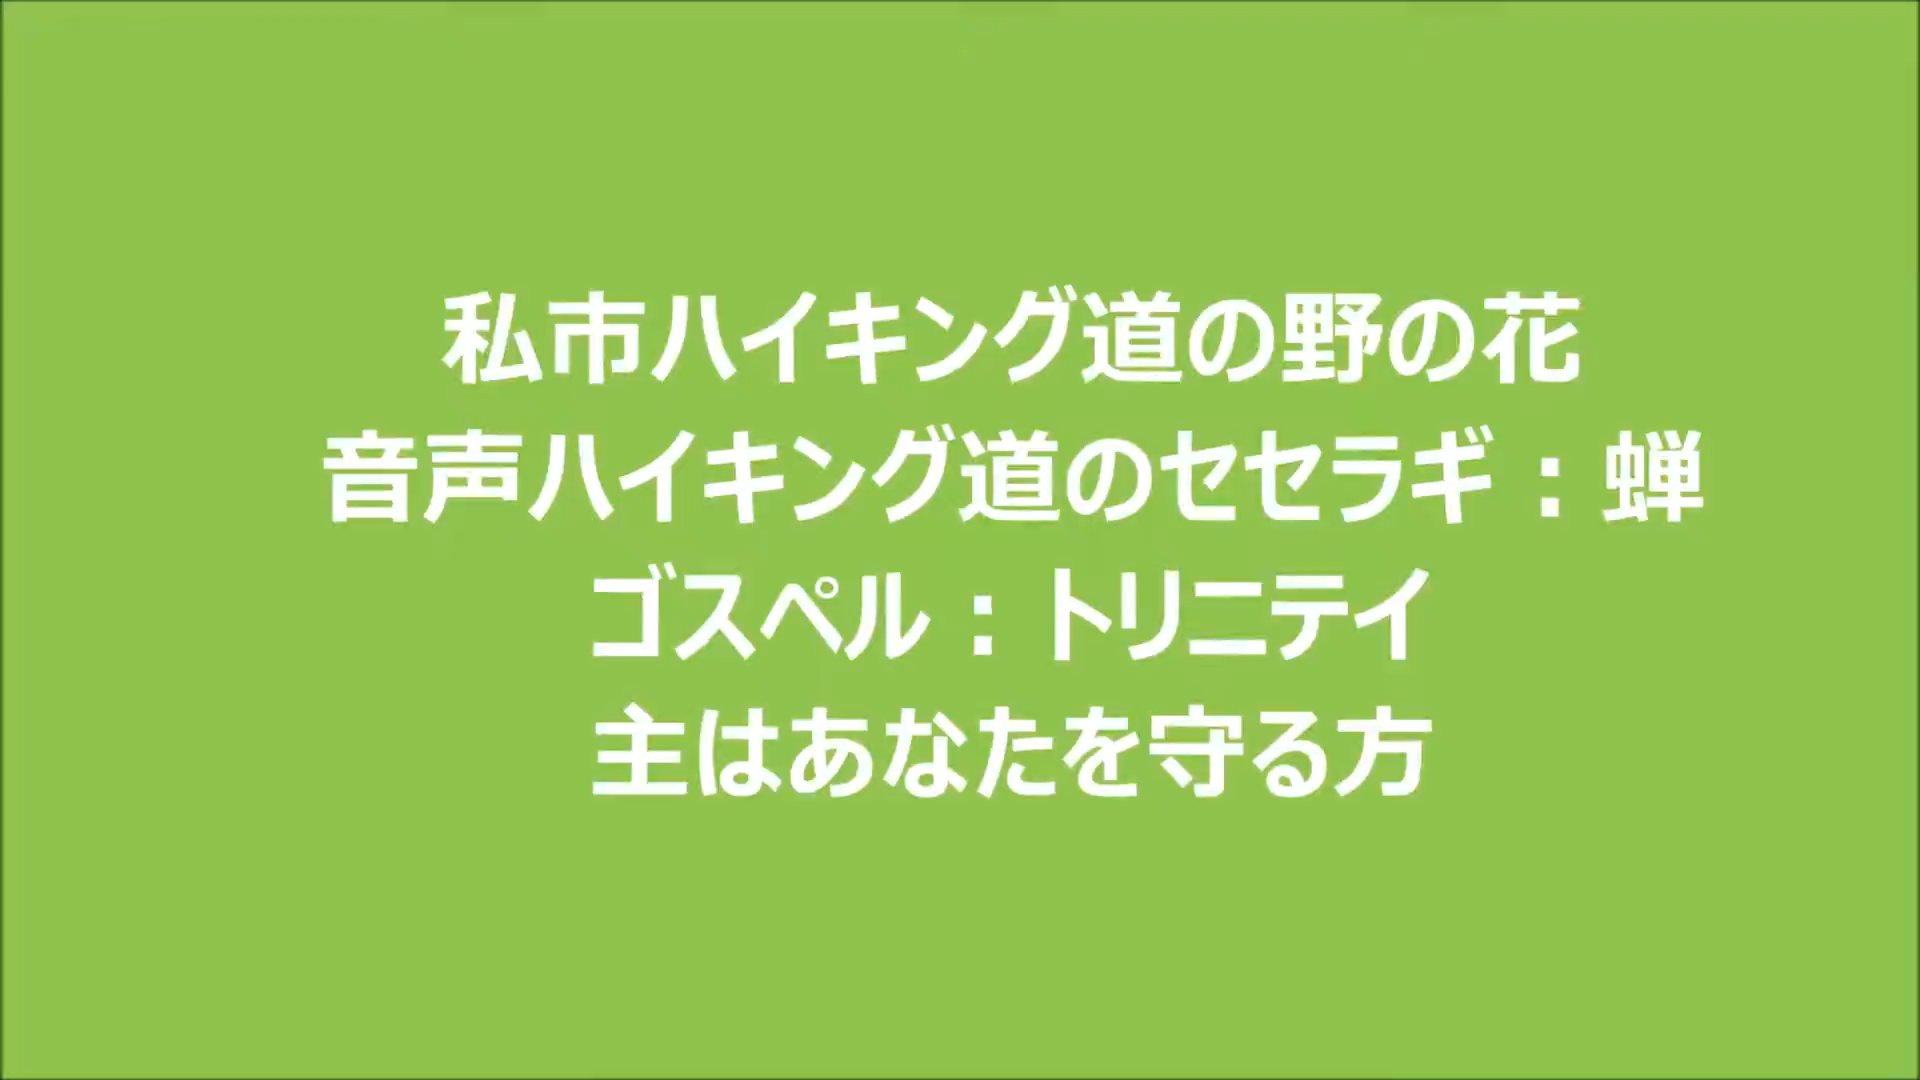 私市ハイキング道の野の花
音声ハイキング道のセセラギ：蝉
ゴスペル：トリニテイ
主はあなたを守る方